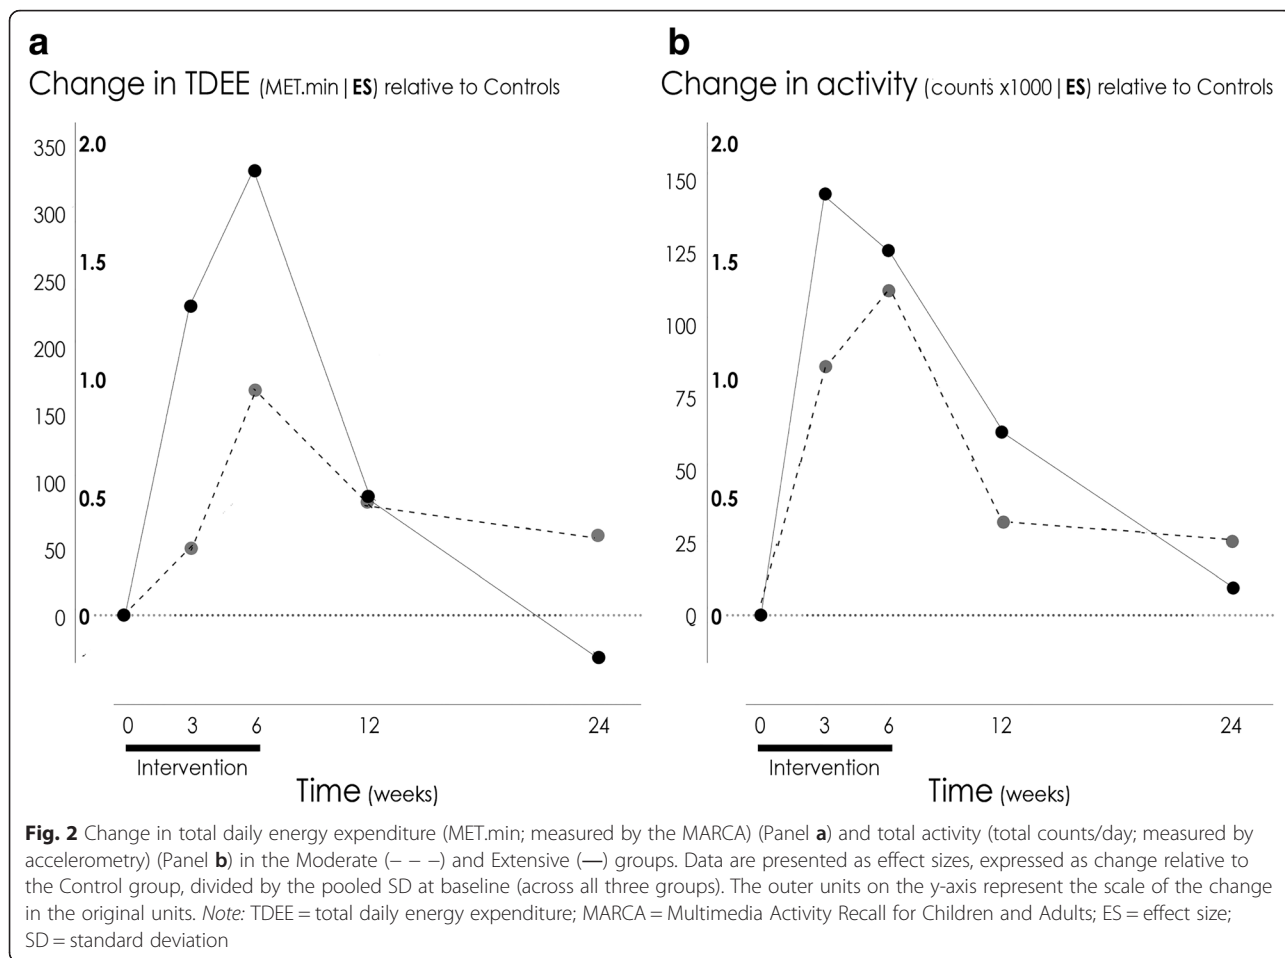 a
Change in TDEE (MET.min | ES) relative to Controls
350
300
250
200
150
100
50
0
2.0
1.5
1.0
0.5
0
0 3 6 12 24
Intervention
Time (weeks)
b
Change in activity (counts x1000 | ES) relative to Controls
150
125
100
75
50
25
0
2.0
1.5
1.0
0.5
0
0 3 6 12 24
Intervention
Time (weeks)
Fig. 2 Change in total daily energy expenditure (MET.min; measured by the MARCA) (Panel a) and total activity (total counts/day; measured by
accelerometry) (Panel b) in the Moderate (– – –) and Extensive (—) groups. Data are presented as effect sizes, expressed as change relative to
the Control group, divided by the pooled SD at baseline (across all three groups). The outer units on the y-axis represent the scale of the change
in the original units. Note: TDEE = total daily energy expenditure; MARCA = Multimedia Activity Recall for Children and Adults; ES = effect size;
SD = standard deviation